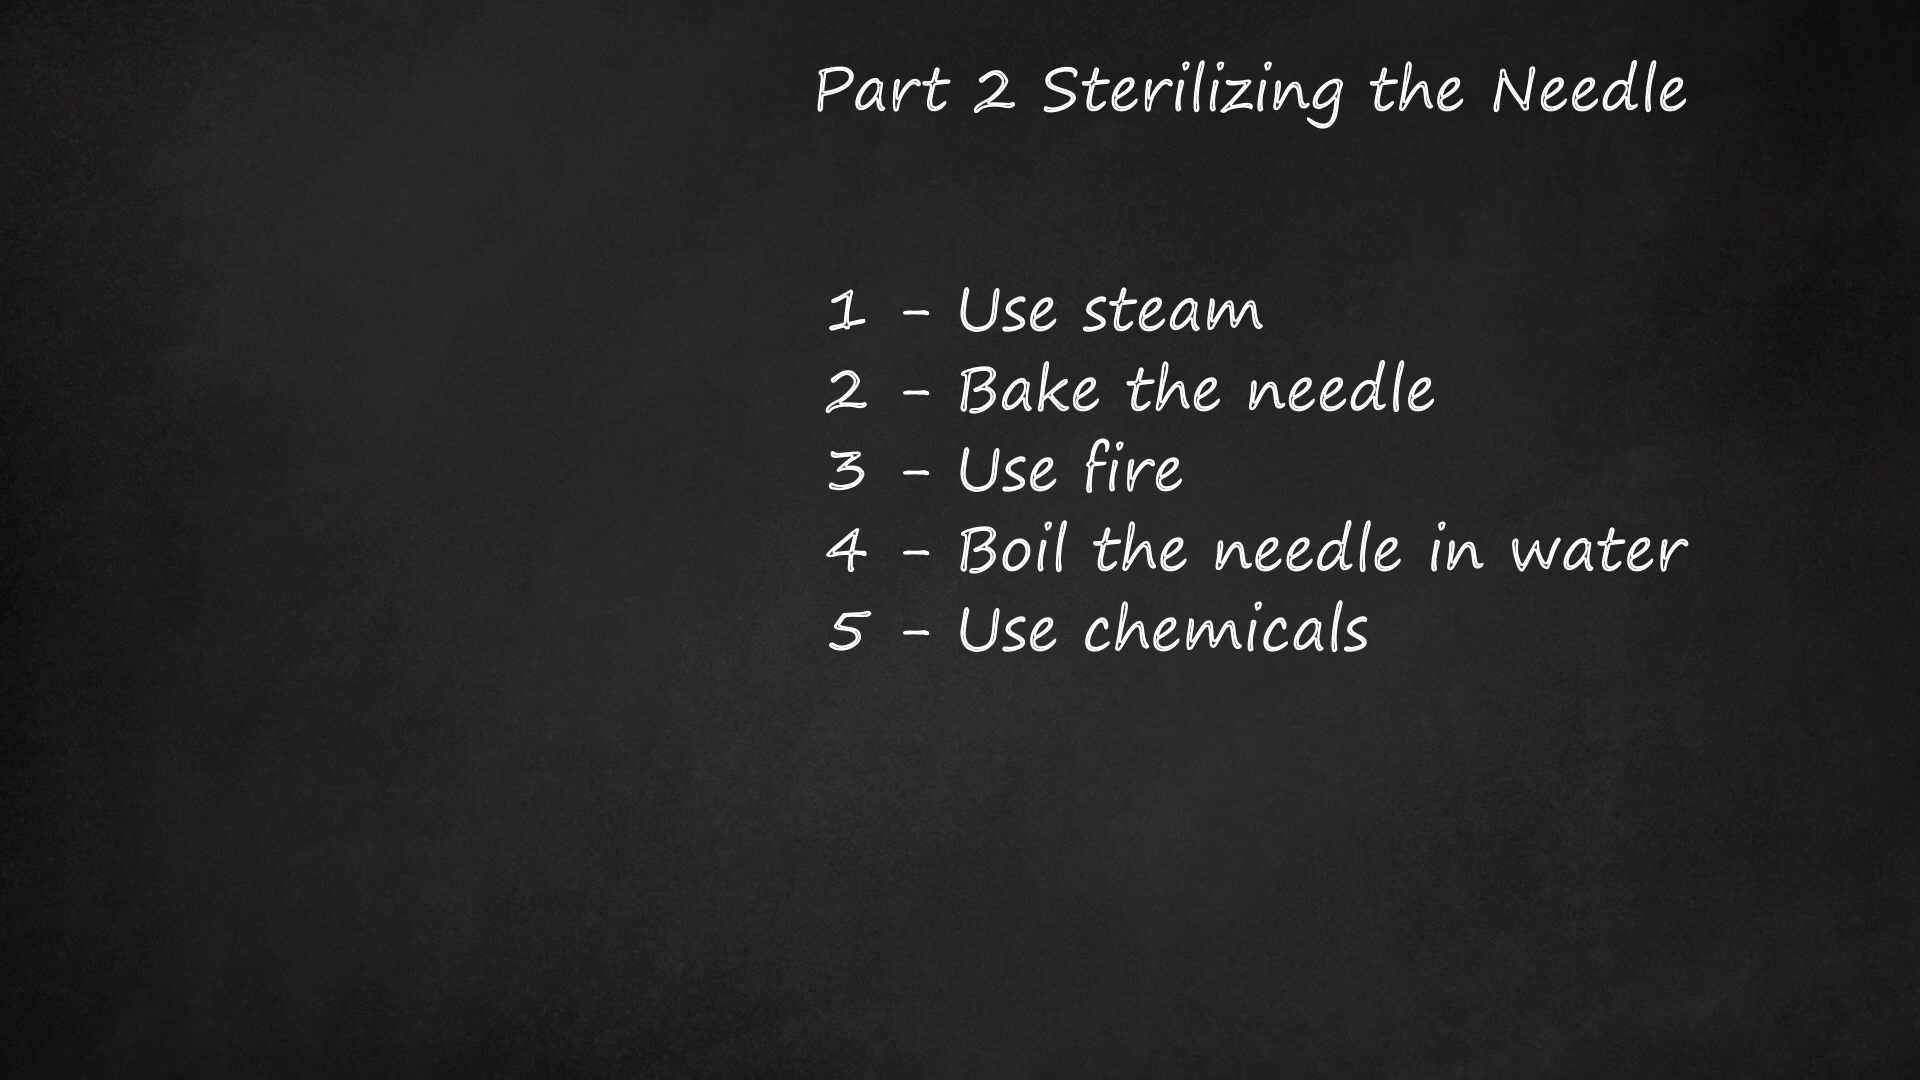 Part 2 Sterilizing the Needle
1 - Use steam
2 - Bake the needle
3 - Use fire
4 - Boil the needle in water
5 - Use chemicals